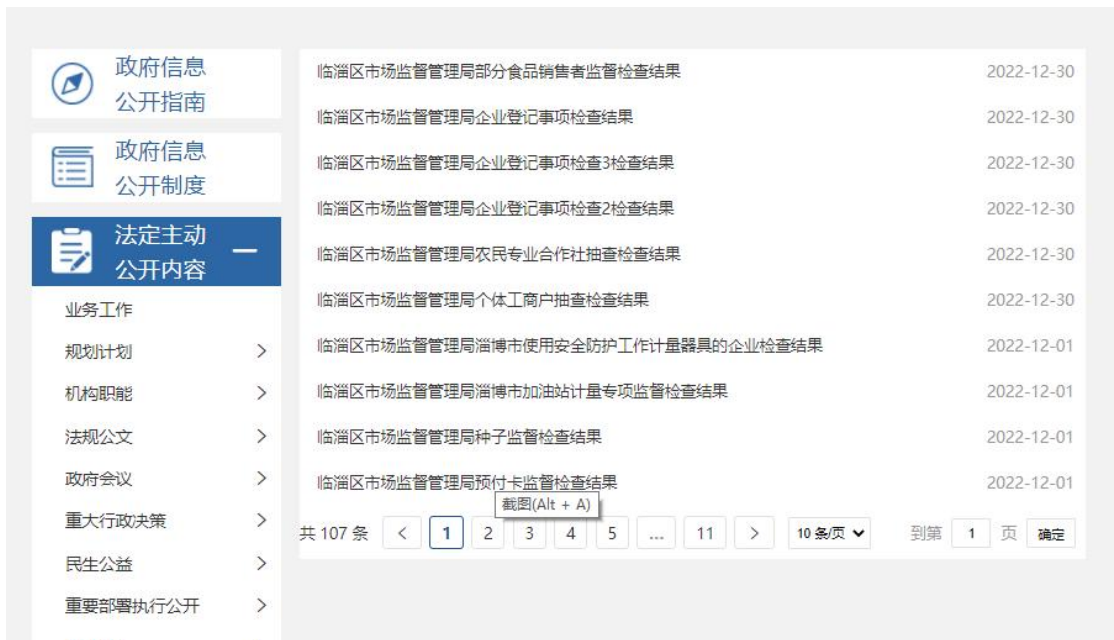 政府信息
公开指南
政府信息
公开制度
法定主动
公开内容
业务工作
规划计划
机构职能
法规公文
政府会议
重大行政决策
民生公益
重要部署执行公开
临淄区市场监督管理局部分食品销售者监督检查结果 2022-12-30
临淄区市场监督管理局企业登记事项检查结果 2022-12-30
临淄区市场监督管理局企业登记事项检查3检查结果 2022-12-30
临淄区市场监督管理局企业登记事项检查2检查结果 2022-12-30
临淄区市场监督管理局农民专业合作社抽查检查结果 2022-12-30
临淄区市场监督管理局个体工商户抽查检查结果 2022-12-30
临淄区市场监督管理局淄博市使用安全防护工作计量器具的企业检查结果 2022-12-01
临淄区市场监督管理局淄博市加油站计量专项监督检查结果 2022-12-01
临淄区市场监督管理局种子监督检查结果 2022-12-01
临淄区市场监督管理局预付卡监督检查结果 2022-12-01
截图(Alt + A)
共 107 条 < 1 2 3 4 5 ... 11 > 10 条/页 到第 1 页 确定